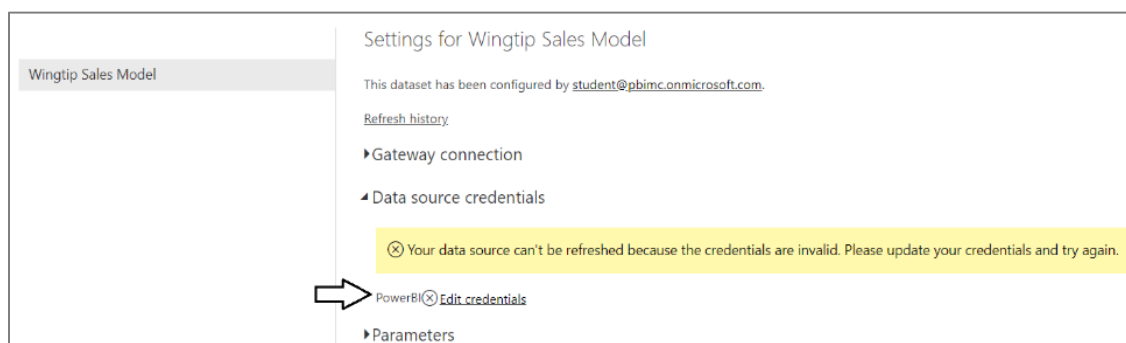 Settings for Wingtip Sales Model
Wingtip Sales Model
This dataset has been configured by student@pbimc.onmicrosoft.com.
Refresh history
Gateway connection
Data source credentials
Your data source can't be refreshed because the credentials are invalid. Please update your credentials and try again.
PowerBI Edit credentials
Parameters